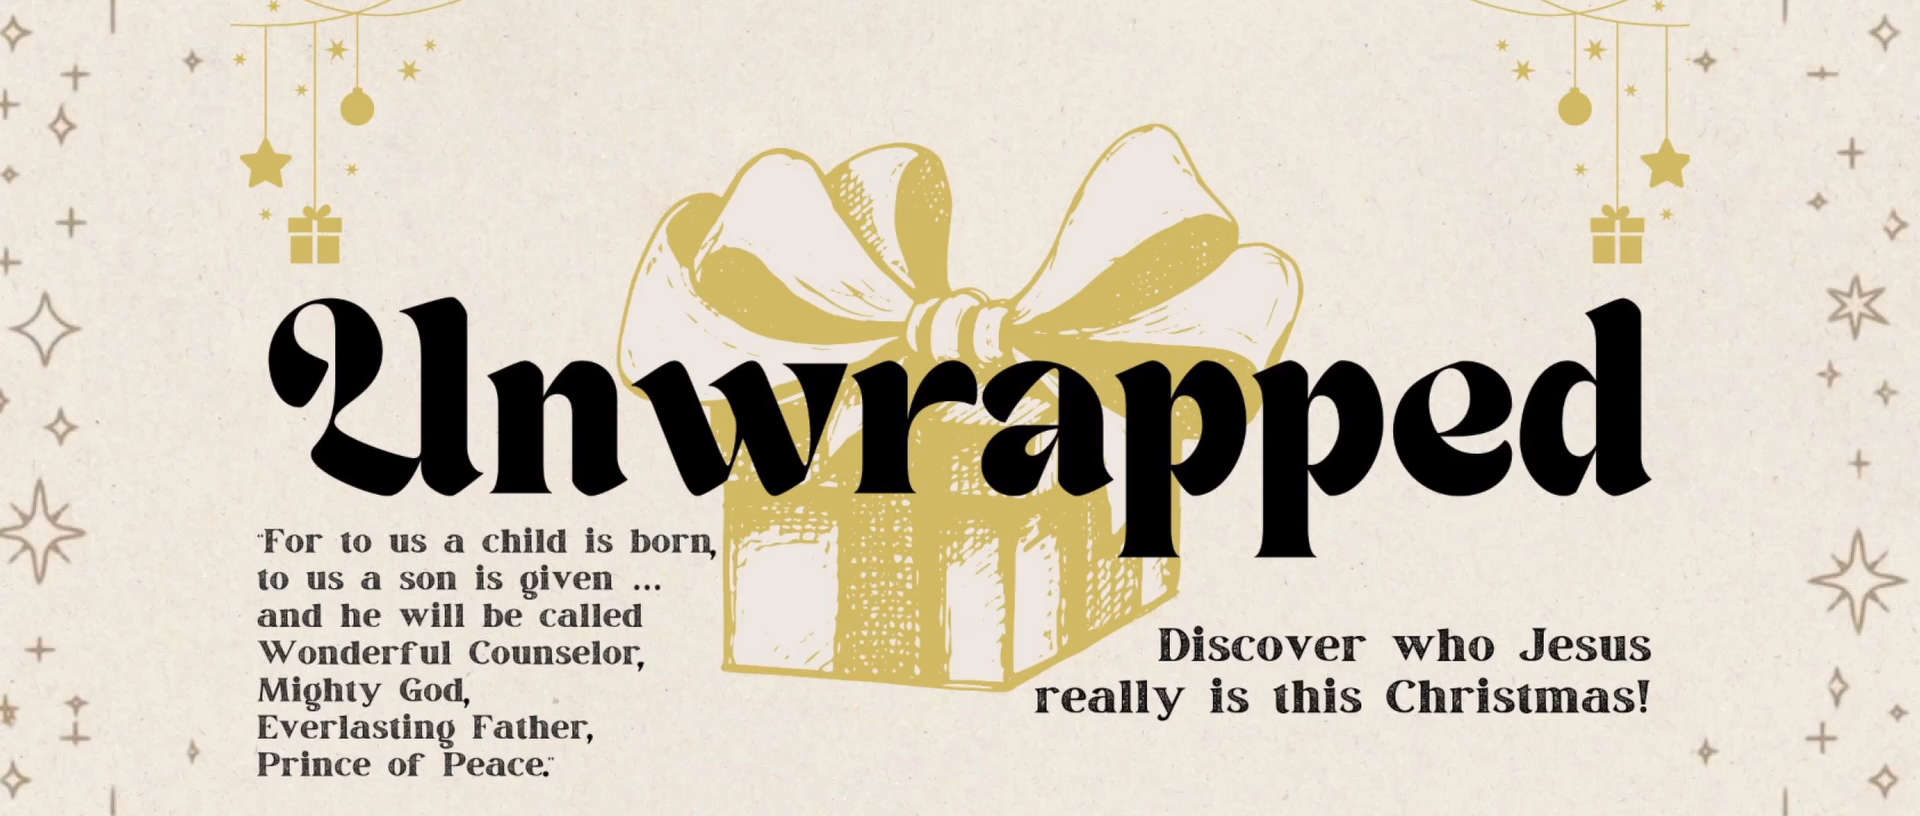 Unwrapped
"For to us a child is born,
to us a son is given ...
and he will be called
Wonderful Counselor,
Mighty God,
Everlasting Father,
Prince of Peace."
Discover who Jesus
really is this Christmas!